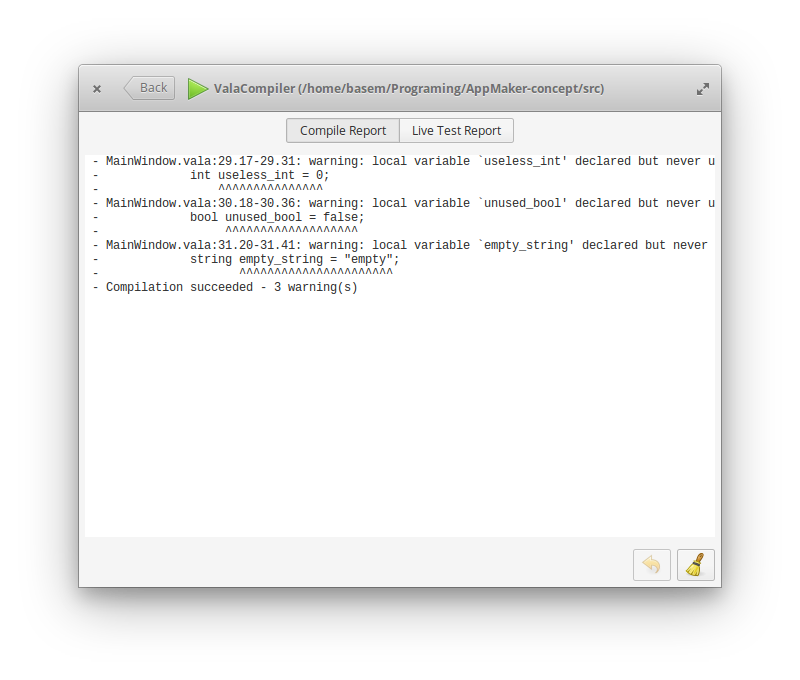 Back
ValaCompiler (/home/basem/Programing/AppMaker-concept/src)
Compile Report
Live Test Report
- MainWindow.vala:29.17-29.31: warning: local variable `useless_int' declared but never u
- int useless_int = 0;
- ^^^^^^^^^^^^^^^
- MainWindow.vala:30.18-30.36: warning: local variable `unused_bool' declared but never u
- bool unused_bool = false;
- ^^^^^^^^^^^^^^^^^^^
- MainWindow.vala:31.20-31.41: warning: local variable `empty_string' declared but never
- string empty_string = "empty";
- ^^^^^^^^^^^^^^^^^^^^^^
- Compilation succeeded - 3 warning(s)